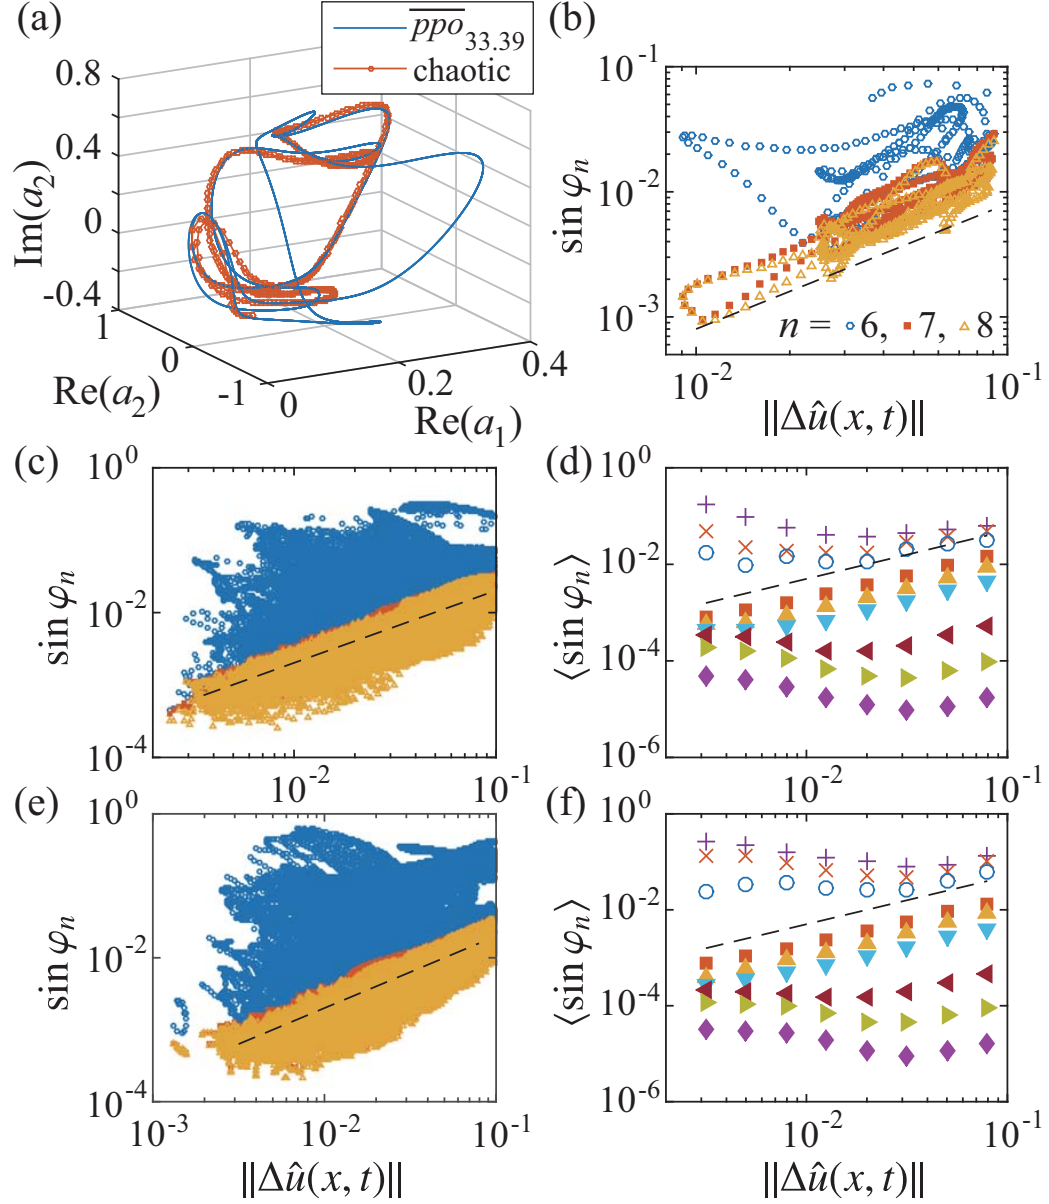 (a)
ppo33.39
chaotic
0.8
0.4
0
-0.4
Im(a2)
1
0
-1
Re(a2)
0
0.2
0.4
Re(a1)
(b)
10^-1
10^-2
10^-3
sin φn
n = 6, 7, 8
10^-2
10^-1
||Δû(x, t)||
(c)
10^0
10^-2
10^-4
sin φn
10^-2
10^-1
(d)
10^0
10^-2
10^-4
10^-6
⟨sin φn⟩
10^-2
10^-1
(e)
10^0
10^-2
10^-4
sin φn
10^-3
10^-2
10^-1
||Δû(x, t)||
(f)
10^0
10^-2
10^-4
10^-6
⟨sin φn⟩
10^-2
10^-1
||Δû(x, t)||